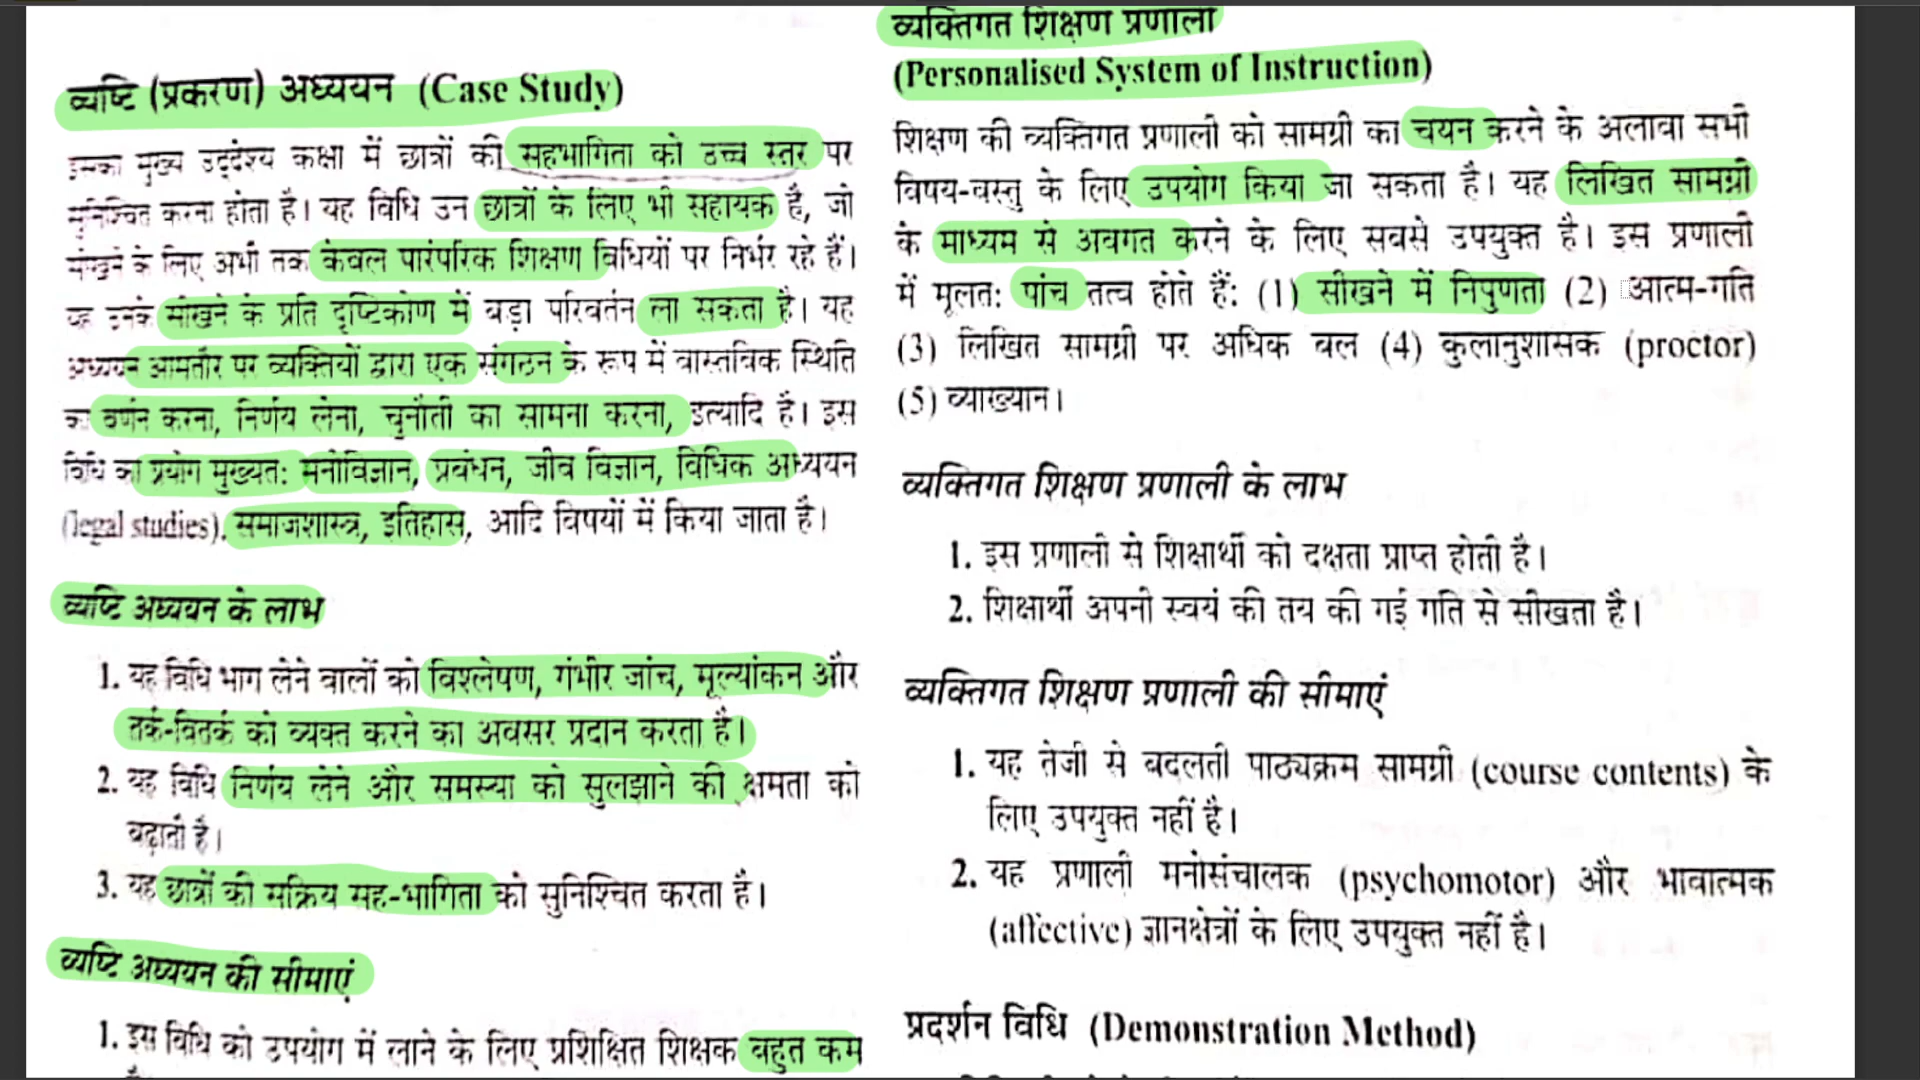 व्यष्टि (प्रकरण) अध्ययन (Case Study)
इसका मुख्य उद्देश्य कक्षा में छात्रों की सहभागिता को उच्च स्तर पर
सुनिश्चित करना होता है। यह विधि उन छात्रों के लिए भी सहायक है, जो
सीखने के लिए अभी तक केवल पारंपरिक शिक्षण विधियों पर निर्भर रहे हैं।
यह उनके सीखने के प्रति दृष्टिकोण में बड़ा परिवर्तन ला सकता है। यह
अध्ययन आमतौर पर व्यक्तियों द्वारा एक संगठन के रूप में वास्तविक स्थिति
का वर्णन करना, निर्णय लेना, चुनौती का सामना करना, इत्यादि है। इस
विधि का प्रयोग मुख्यत: मनोविज्ञान, प्रबंधन, जीव विज्ञान, विधिक अध्ययन
(legal studies), समाजशास्त्र, इतिहास, आदि विषयों में किया जाता है।
व्यष्टि अध्ययन के लाभ
1. यह विधि भाग लेने वालों को विश्लेषण, गंभीर जांच, मूल्यांकन और
तर्क-वितर्क को व्यक्त करने का अवसर प्रदान करता है।
2. यह विधि निर्णय लेने और समस्या को सुलझाने की क्षमता को
बढ़ाती है।
3. यह छात्रों की सक्रिय सह-भागिता को सुनिश्चित करता है।
व्यष्टि अध्ययन की सीमाएं
1. इस विधि को उपयोग में लाने के लिए प्रशिक्षित शिक्षक बहुत कम
व्यक्तिगत शिक्षण प्रणाली
(Personalised System of Instruction)
शिक्षण की व्यक्तिगत प्रणाली को सामग्री का चयन करने के अलावा सभी
विषय-वस्तु के लिए उपयोग किया जा सकता है। यह लिखित सामग्री
के माध्यम से अवगत करने के लिए सबसे उपयुक्त है। इस प्रणाली
में मूलत: पांच तत्व होते हैं: (1) सीखने में निपुणता (2) आत्म-गति
(3) लिखित सामग्री पर अधिक बल (4) कुलानुशासक (proctor)
(5) व्याख्यान।
व्यक्तिगत शिक्षण प्रणाली के लाभ
1. इस प्रणाली से शिक्षार्थी को दक्षता प्राप्त होती है।
2. शिक्षार्थी अपनी स्वयं की तय की गई गति से सीखता है।
व्यक्तिगत शिक्षण प्रणाली की सीमाएं
1. यह तेजी से बदलती पाठ्यक्रम सामग्री (course contents) के
लिए उपयुक्त नहीं है।
2. यह प्रणाली मनोसंचालक (psychomotor) और भावात्मक
(affective) ज्ञानक्षेत्रों के लिए उपयुक्त नहीं है।
प्रदर्शन विधि (Demonstration Method)